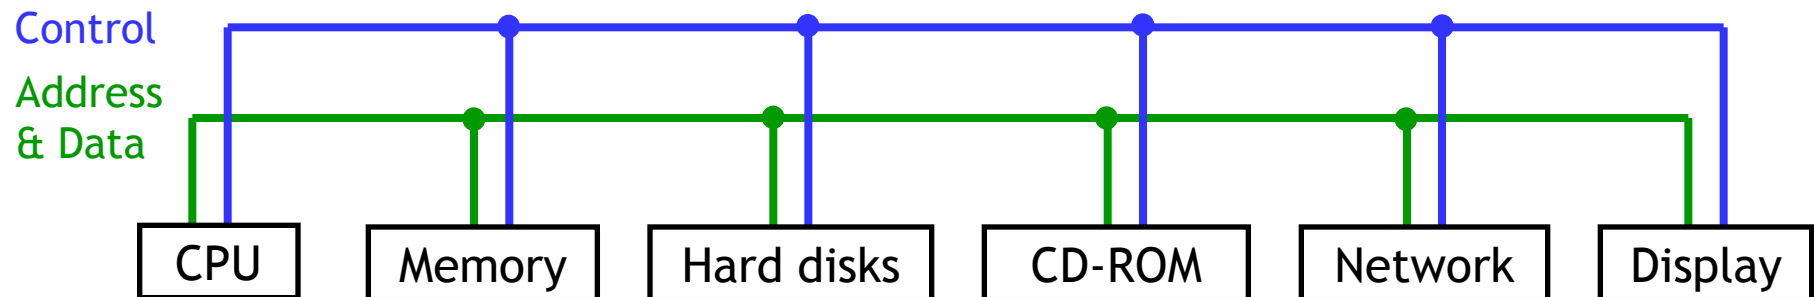 Control
Address
& Data
CPU
Memory
Hard disks
CD-ROM
Network
Display